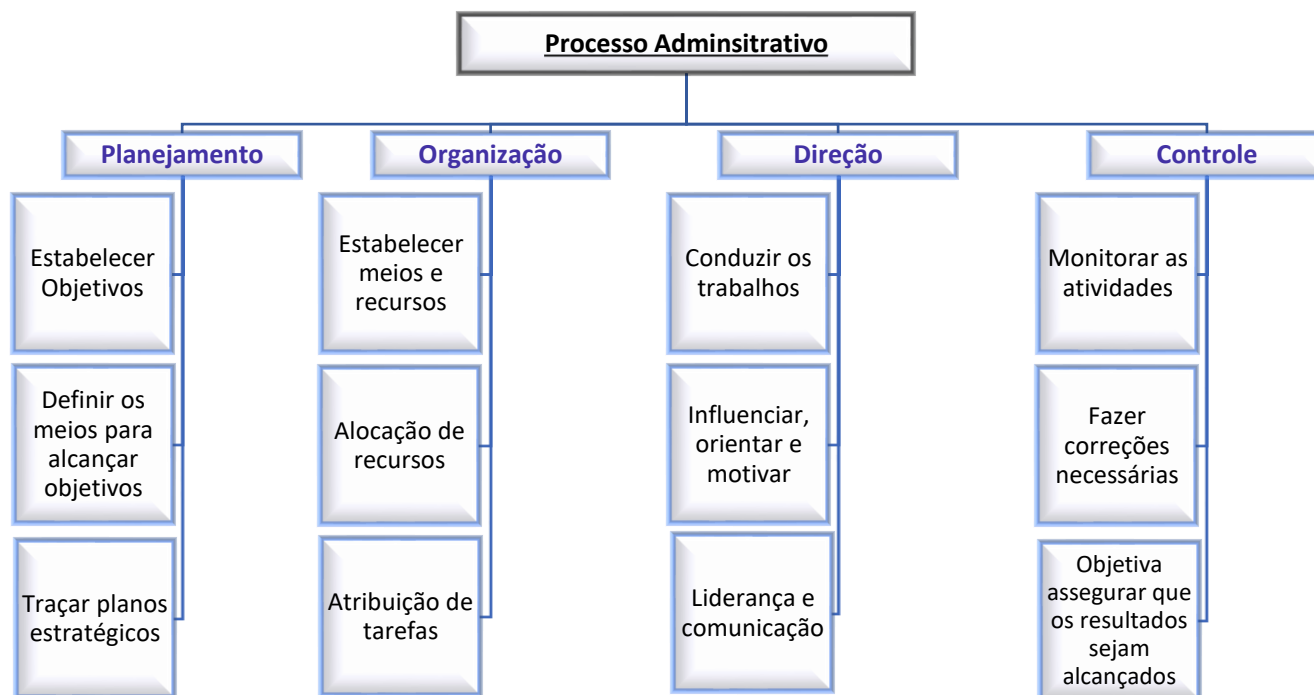 Processo Adminsitrativo
Planejamento
Estabelecer
Objetivos
Definir os
meios para
alcançar
objetivos
Traçar planos
estratégicos
Organização
Estabelecer
meios e
recursos
Alocação de
recursos
Atribuição de
tarefas
Direção
Conduzir os
trabalhos
Influenciar,
orientar e
motivar
Liderança e
comunicação
Controle
Monitorar as
atividades
Fazer
correções
necessárias
Objetiva
assegurar que
os resultados
sejam
alcançados